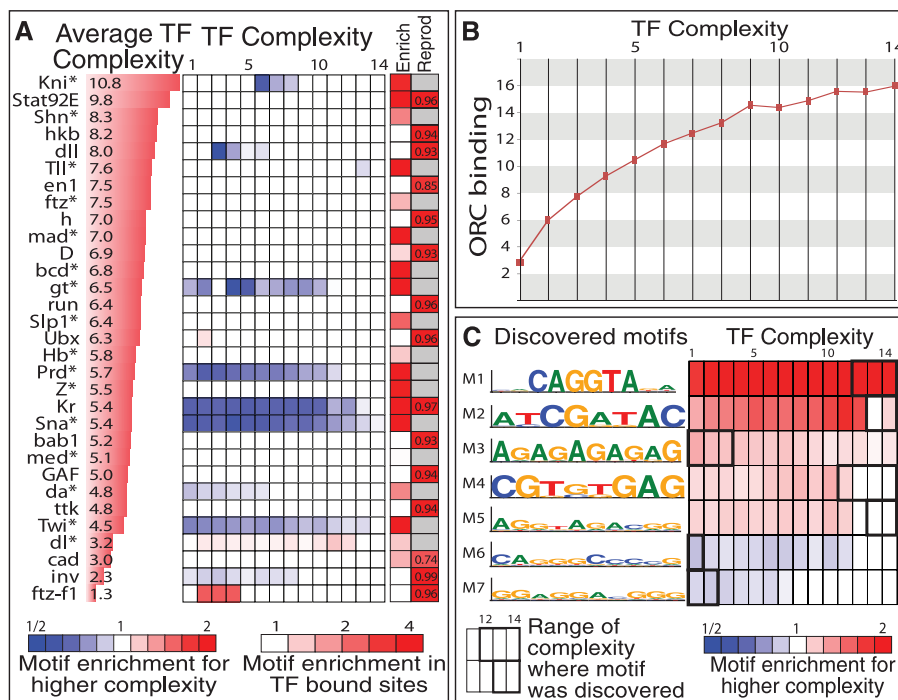 A
Average TF Complexity
TF Complexity
Enrich
Reprod
1 5 10 14
Kni* 10.8
Stat92E 9.8 0.96
Shn* 8.3
hkb 8.2 0.94
dll 8.0 0.93
Tll* 7.6
en1 7.5 0.85
ftz* 7.5
h 7.0 0.95
mad* 7.0
D 6.9 0.93
bcd* 6.8
gt* 6.5
run 6.4 0.96
Slp1* 6.4
Ubx 6.3 0.96
Hb* 5.8
Prd* 5.7
Z* 5.5
Kr 5.4 0.97
Sna* 5.4
bab1 5.2 0.93
med* 5.1
GAF 5.0 0.94
da* 4.8
ttk 4.8 0.94
Twi* 4.5
dl* 3.2
cad 3.0 0.74
inv 2.3 0.99
ftz-f1 1.3 0.96
1/2 1 2
Motif enrichment for higher complexity
1 2 4
Motif enrichment in TF bound sites
B
TF Complexity
1 5 10 14
ORC binding
16
14
12
10
8
6
4
2
C
Discovered motifs
TF Complexity
1 5 10 14
M1 CAGGTA
M2 ATCGATAC
M3 AGAGAGAGAG
M4 CGTGTGAG
M5 AGGTAGACGG
M6 CAGGGCCCCG
M7 GGAGGACGGG
12 14
Range of complexity where motif was discovered
1/2 1 2
Motif enrichment for higher complexity